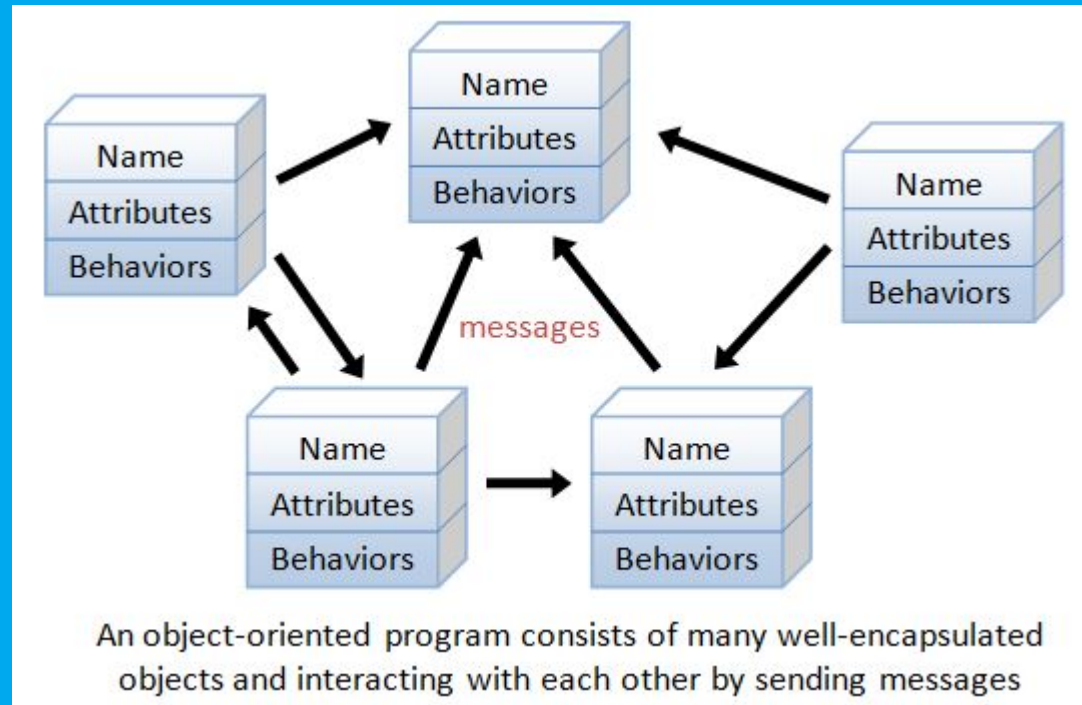 Name
Attributes
Behaviors
Name
Attributes
Behaviors
Name
Attributes
Behaviors
messages
Name
Attributes
Behaviors
Name
Attributes
Behaviors
An object-oriented program consists of many well-encapsulated
objects and interacting with each other by sending messages